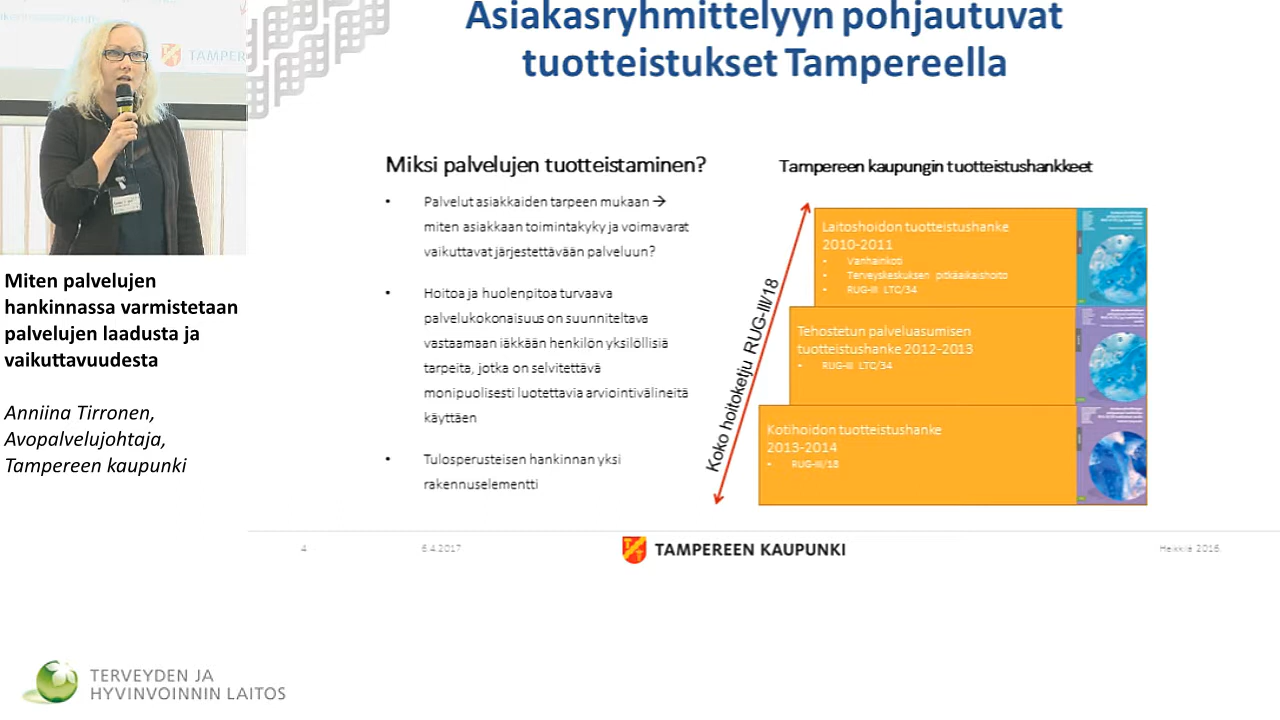 TAMPER
Asiakasryhmittelyyn pohjautuvat
tuotteistukset Tampereella
Miten palvelujen
hankinnassa varmistetaan
palvelujen laadusta ja
vaikuttavuudesta
Anniina Tirronen,
Avopalvelujohtaja,
Tampereen kaupunki
Miksi palvelujen tuotteistaminen?
• Palvelut asiakkaiden tarpeen mukaan →
miten asiakkaan toimintakyky ja voimavarat
vaikuttavat järjestettävään palveluun?
• Hoitoa ja huolenpitoa turvaava
palvelukokonaisuus on suunniteltava
vastaamaan iäkkään henkilön yksilöllisiä
tarpeita, jotka on selvitettävä
monipuolisesti luotettavia arviointivälineitä
käyttäen
• Tulosperusteisen hankinnan yksi
rakennuselementti
Tampereen kaupungin tuotteistushankkeet
Koko hoitoketju RUG-III/18
Laitoshoidon tuotteistushanke
2010-2011
• Vanhainkoti
• Terveyskeskuksen pitkäaikaishoito
• RUG-III LTC/34
Tehostetun palveluasumisen
tuotteistushanke 2012-2013
• RUG-III LTC/34
Kotihoidon tuotteistushanke
2013-2014
• RUG-III/18
4
6.4.2017
TAMPEREEN KAUPUNKI
TERVEYDEN JA
HYVINVOINNIN LAITOS